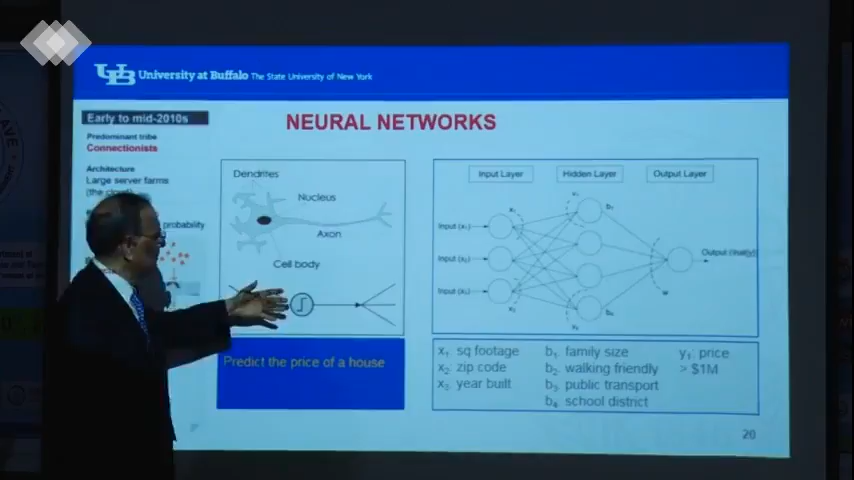 UB University at Buffalo The State University of New York
Early to mid-2010s
NEURAL NETWORKS
Predominant tribe
Connectionists
Architecture
Large server farms
(the cloud)
probability
Dendrites
Nucleus
Axon
Cell body
Predict the price of a house
Input Layer
Hidden Layer
Output Layer
Input (x₁)
Input (x₂)
Input (x₃)
Output
x₁ sq footage
x₂ zip code
x₃ year built
b₁ family size
b₂ walking friendly
b₃ public transport
b₄ school district
y₁ price
> $1M
20